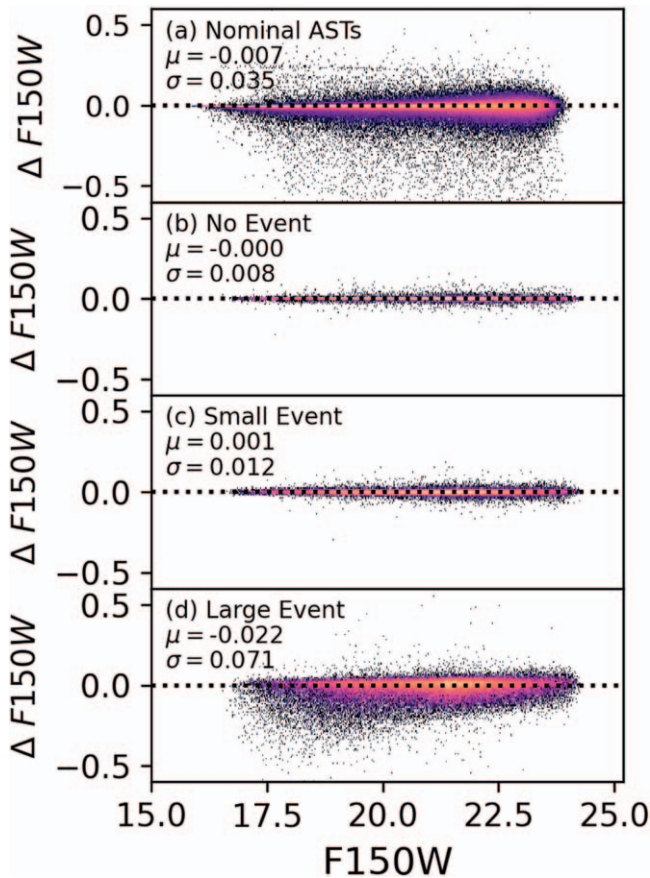 (a) Nominal ASTs
μ = -0.007
σ = 0.035
0.5
0.0
−0.5
Δ F150W
(b) No Event
μ = -0.000
σ = 0.008
0.5
0.0
−0.5
Δ F150W
(c) Small Event
μ = 0.001
σ = 0.012
0.5
0.0
−0.5
Δ F150W
(d) Large Event
μ = -0.022
σ = 0.071
0.5
0.0
−0.5
Δ F150W
15.0 17.5 20.0 22.5 25.0
F150W